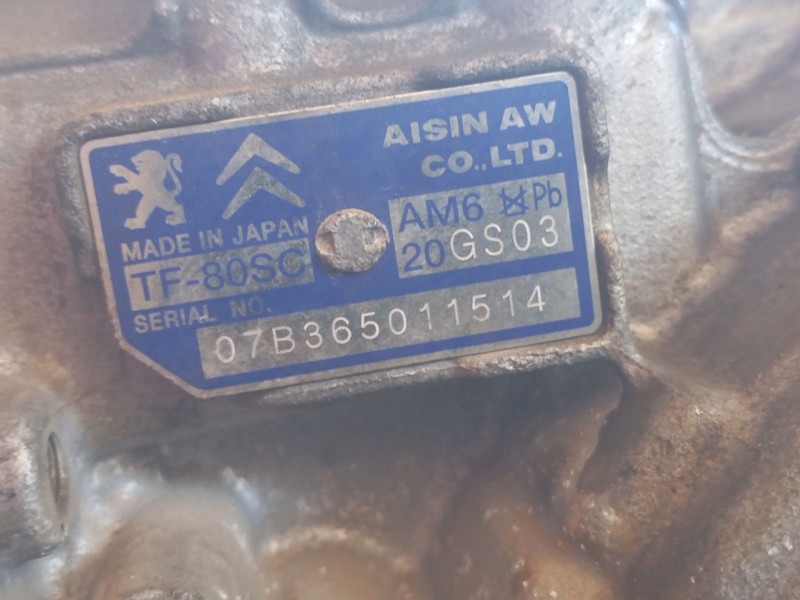 AISIN AW
CO.,LTD.
MADE IN JAPAN
TF-80SC
AM6 Pb
20GS03
SERIAL NO.
07B365011514